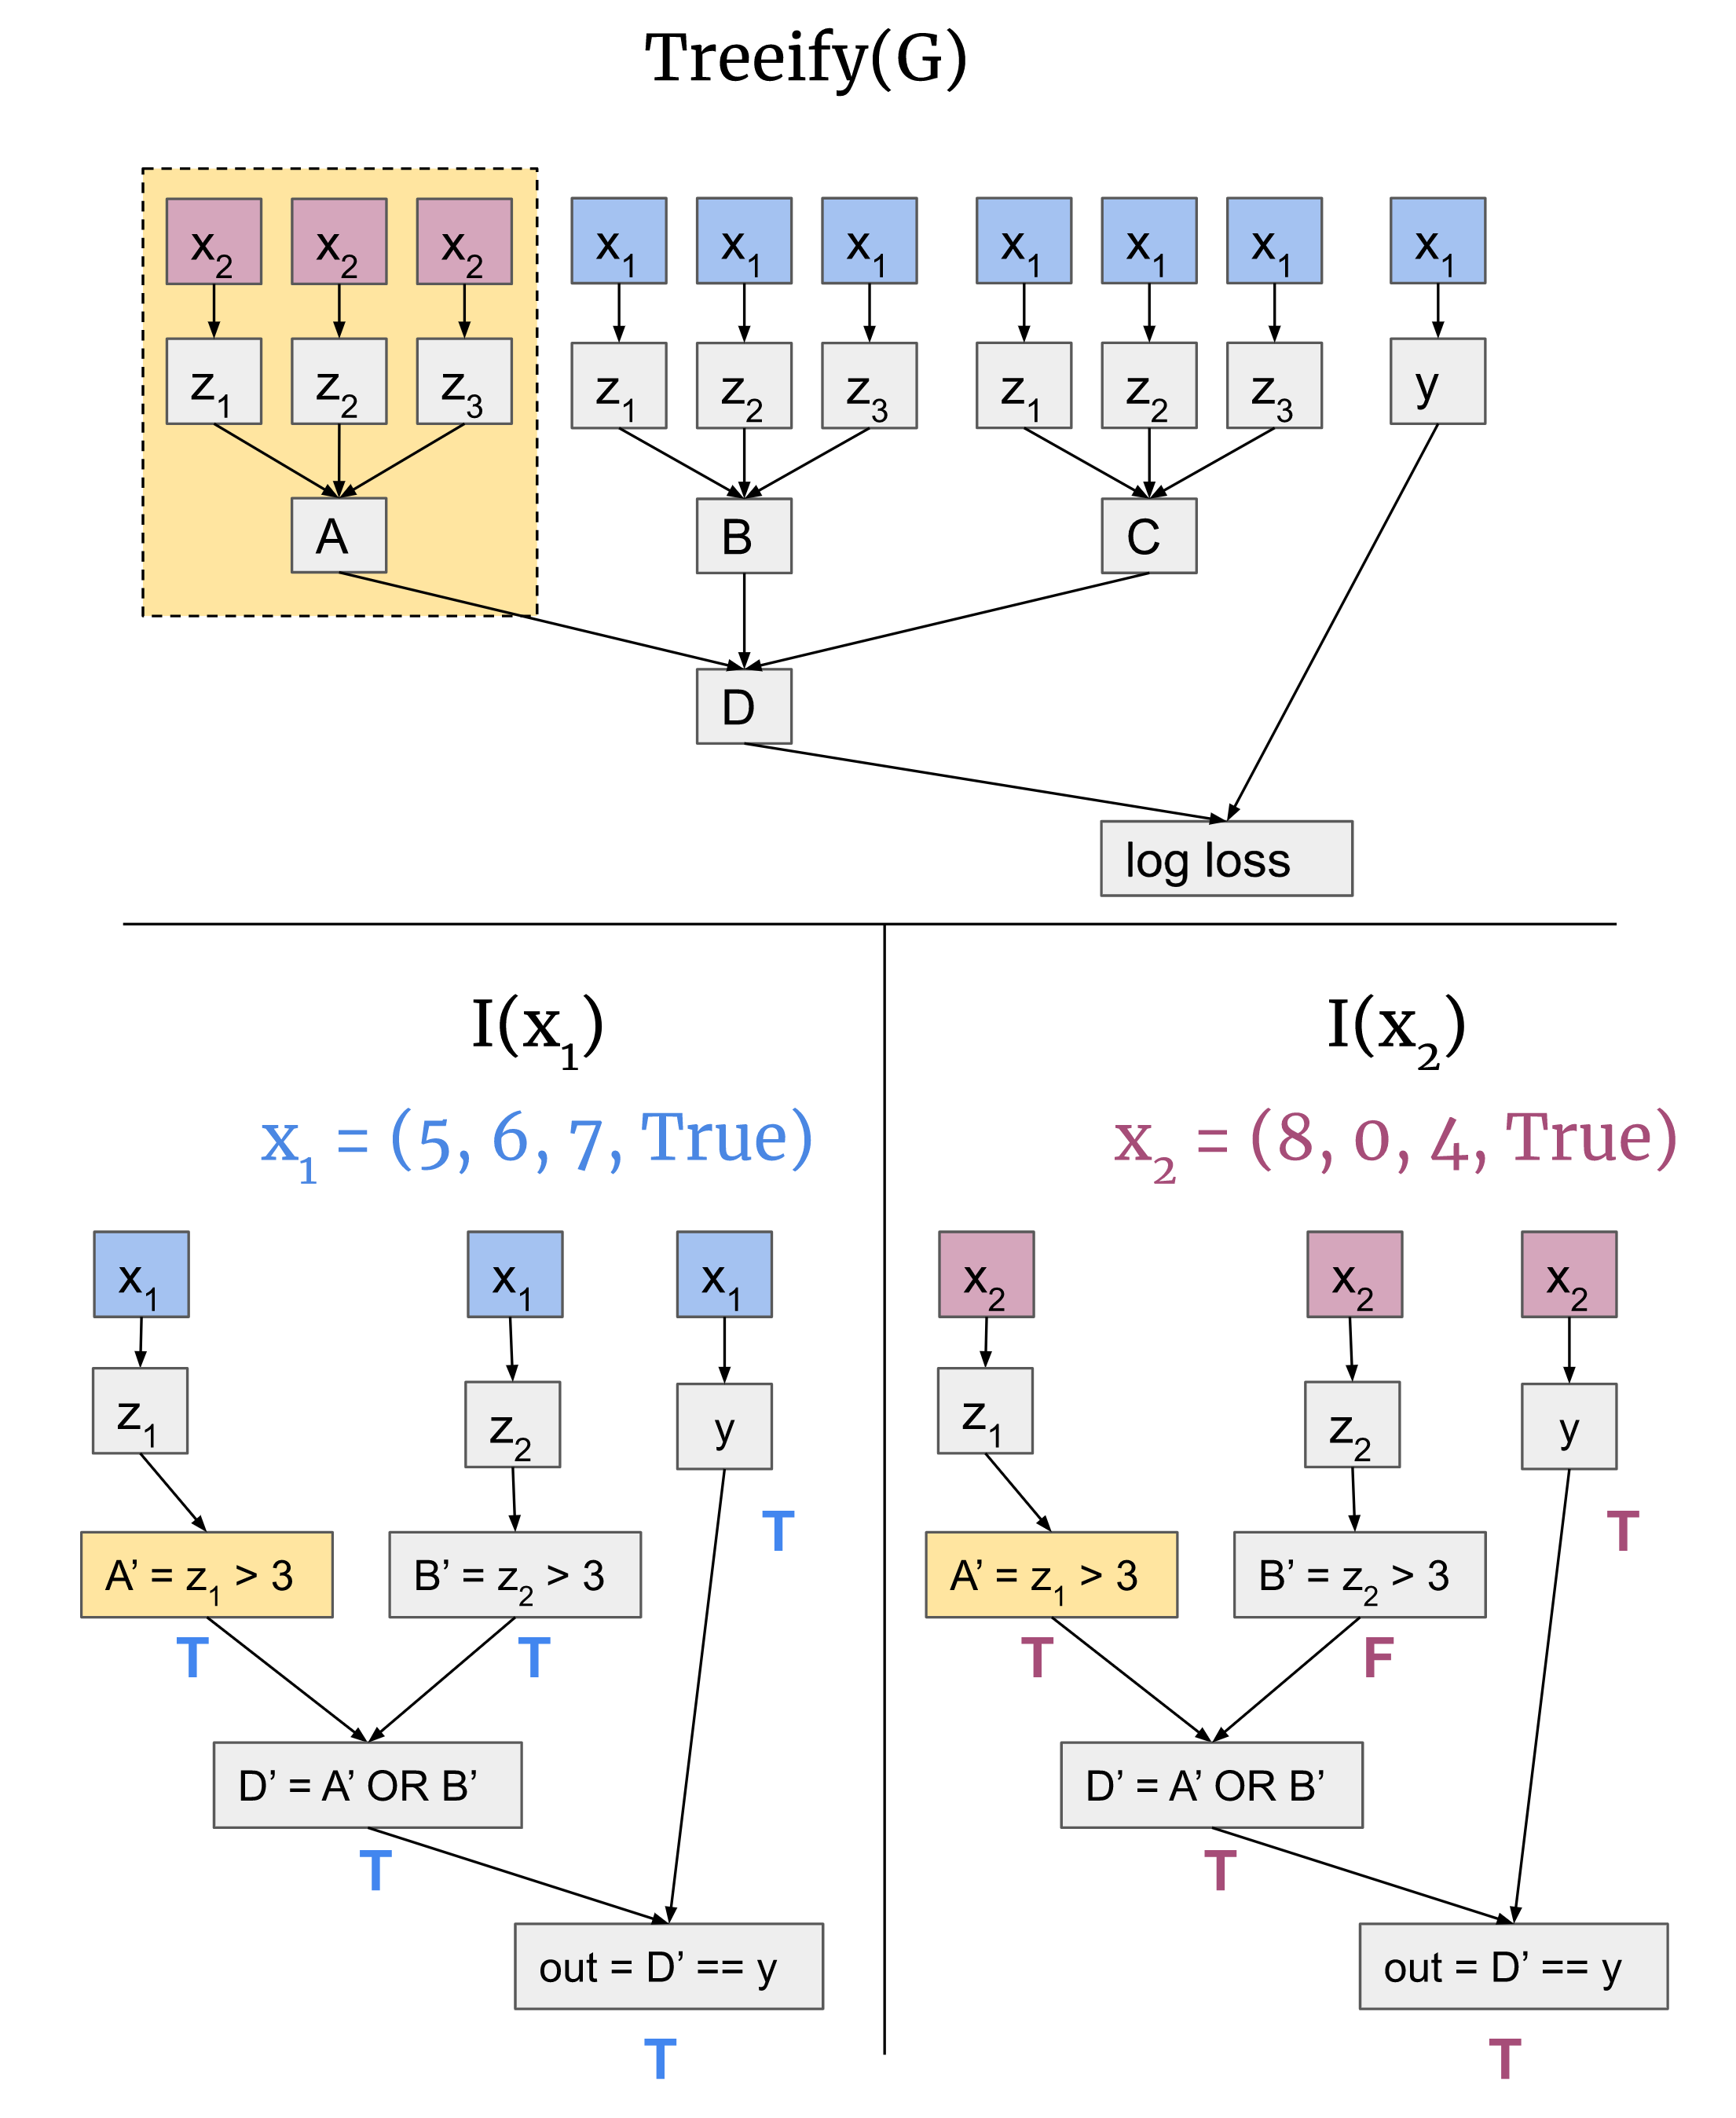 Treeify(G)
x₂ x₂ x₂ x₁ x₁ x₁ x₁ x₁ x₁ x₁
z₁ z₂ z₃ z₁ z₂ z₃ z₁ z₂ z₃ y
A B C
D
log loss
I(x₁)
x₁ = (5, 6, 7, True)
x₁ x₁ x₁
z₁ z₂ y
T
A’ = z₁ > 3 B’ = z₂ > 3
T T
D’ = A’ OR B’
T
out = D’ == y
T
I(x₂)
x₂ = (8, 0, 4, True)
x₂ x₂ x₂
z₁ z₂ y
T
A’ = z₁ > 3 B’ = z₂ > 3
T F
D’ = A’ OR B’
T
out = D’ == y
T